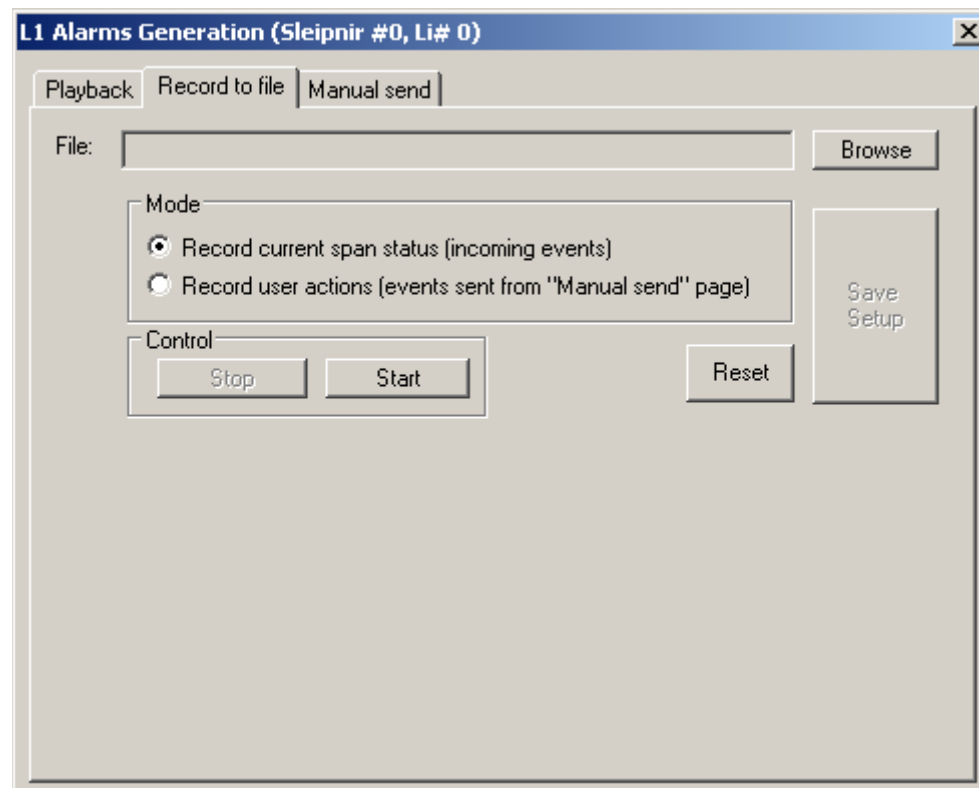 L1 Alarms Generation (Sleipnir #0, Li# 0)
Playback Record to file Manual send
File: Browse
Mode
Record current span status (incoming events)
Record user actions (events sent from "Manual send" page)
Save
Setup
Control
Stop Start Reset